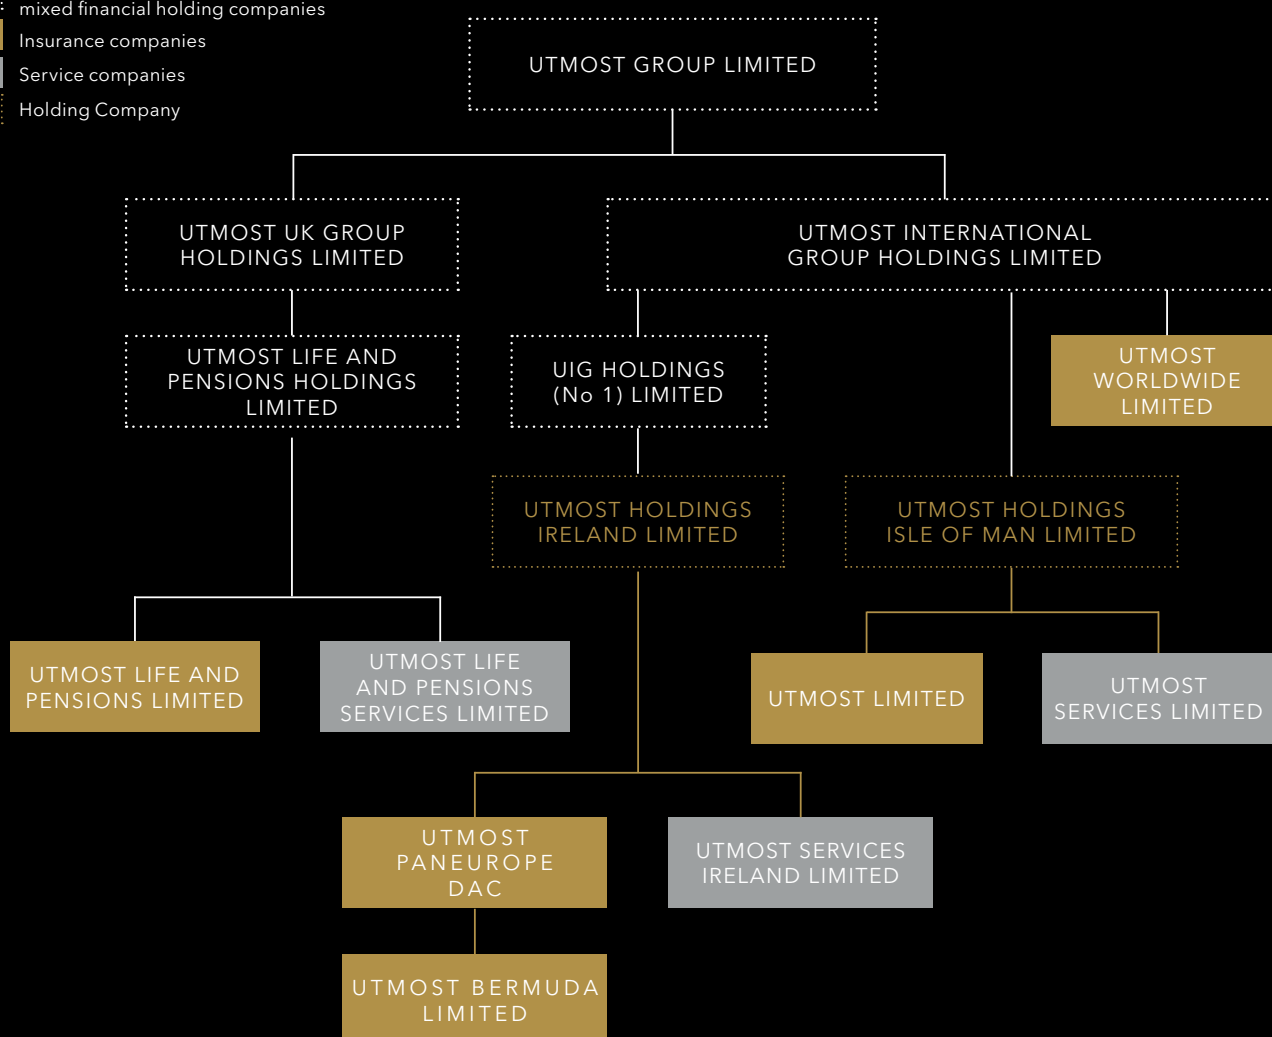 mixed financial holding companies
Insurance companies
Service companies
Holding Company
UTMOST GROUP LIMITED
UTMOST UK GROUP
HOLDINGS LIMITED
UTMOST INTERNATIONAL
GROUP HOLDINGS LIMITED
UTMOST LIFE AND
PENSIONS HOLDINGS
LIMITED
UIG HOLDINGS
(No 1) LIMITED
UTMOST
WORLDWIDE
LIMITED
UTMOST HOLDINGS
IRELAND LIMITED
UTMOST HOLDINGS
ISLE OF MAN LIMITED
UTMOST LIFE AND
PENSIONS LIMITED
UTMOST LIFE
AND PENSIONS
SERVICES LIMITED
UTMOST LIMITED
UTMOST
SERVICES LIMITED
UTMOST
PANEUROPE
DAC
UTMOST SERVICES
IRELAND LIMITED
UTMOST BERMUDA
LIMITED